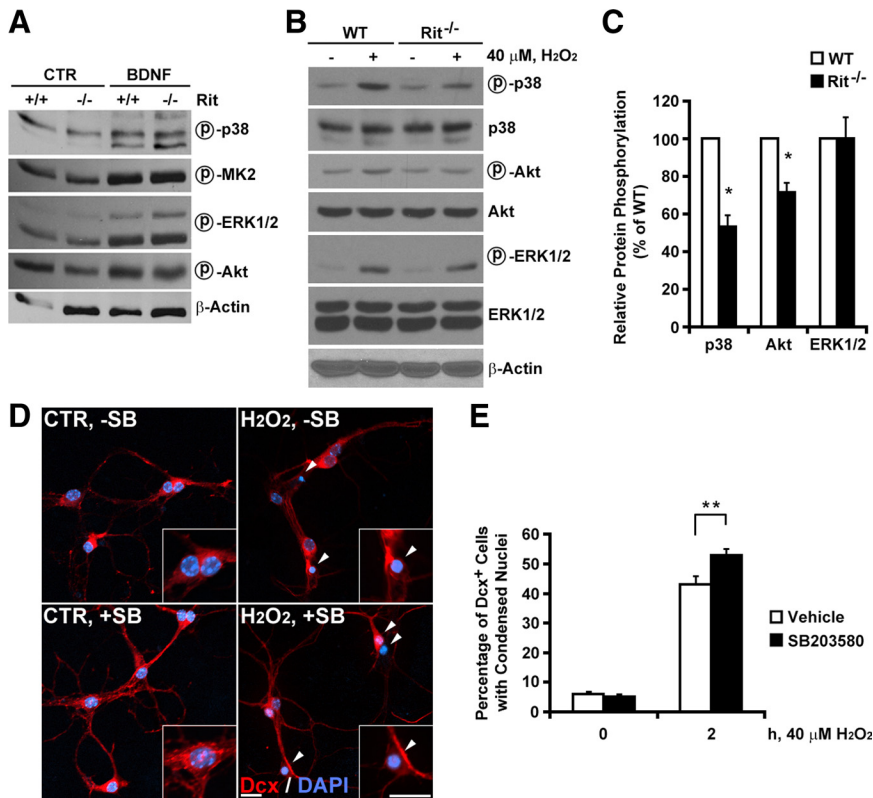 A
CTR BDNF
+/+ -/- +/+ -/- Rit
ⓟ-p38
ⓟ-MK2
ⓟ-ERK1/2
ⓟ-Akt
β-Actin
B
WT Rit-/-
- + - + 40 μM, H2O2
ⓟ-p38
p38
ⓟ-Akt
Akt
ⓟ-ERK1/2
ERK1/2
β-Actin
C
WT
Rit-/-
Relative Protein Phosphorylation
(% of WT)
120
100
80
60
40
20
0
* *
p38 Akt ERK1/2
D
CTR, -SB H2O2, -SB
CTR, +SB H2O2, +SB
Dcx / DAPI
E
Percentage of Dcx+ Cells
with Condensed Nuclei
60
50
40
30
20
10
0
**
Vehicle
SB203580
0 2 h, 40 μM H2O2